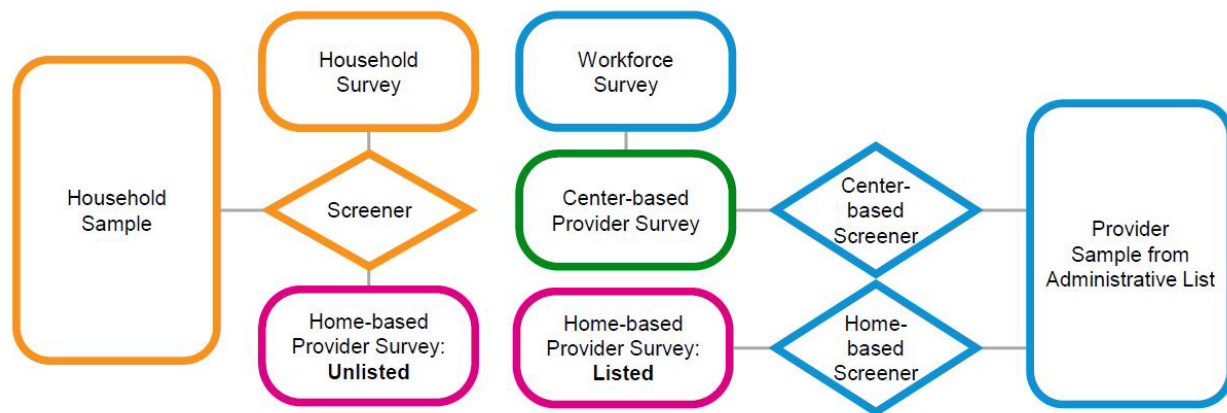 Household
Sample
Household
Survey
Screener
Home-based
Provider Survey:
Unlisted
Workforce
Survey
Center-based
Provider Survey
Home-based
Provider Survey:
Listed
Center-
based
Screener
Home-
based
Screener
Provider
Sample from
Administrative List